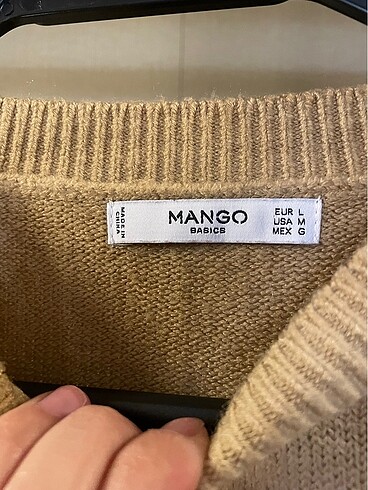 MADE IN
CHINA
MANGO
BASICS
EUR L
USA M
MEX G